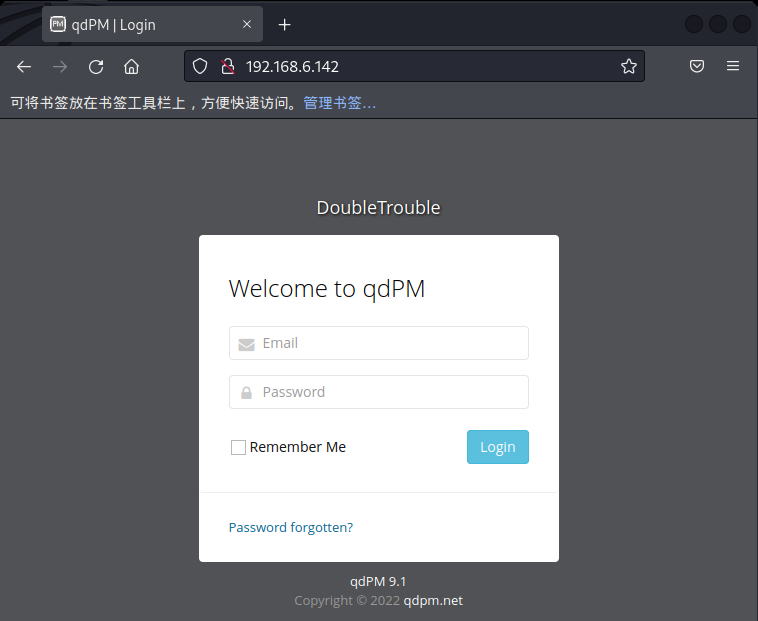 qdPM | Login
192.168.6.142
可将书签放在书签工具栏上，方便快速访问。管理书签…
DoubleTrouble
Welcome to qdPM
Email
Password
Remember Me
Login
Password forgotten?
qdPM 9.1
Copyright © 2022 qdpm.net